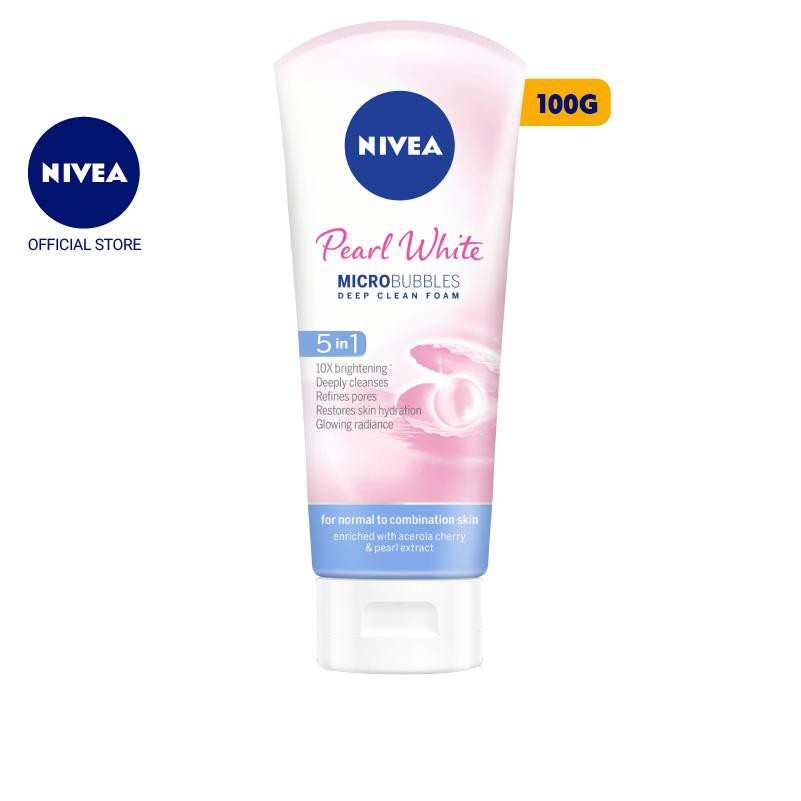 100G
NIVEA
NIVEA
OFFICIAL STORE
Pearl White
MICROBUBBLES
DEEP CLEAN FOAM
5 in 1
10X brightening*
Deeply cleanses
Refines pores
Restores skin hydration
Glowing radiance
for normal to combination skin
enriched with acerola cherry
& pearl extract